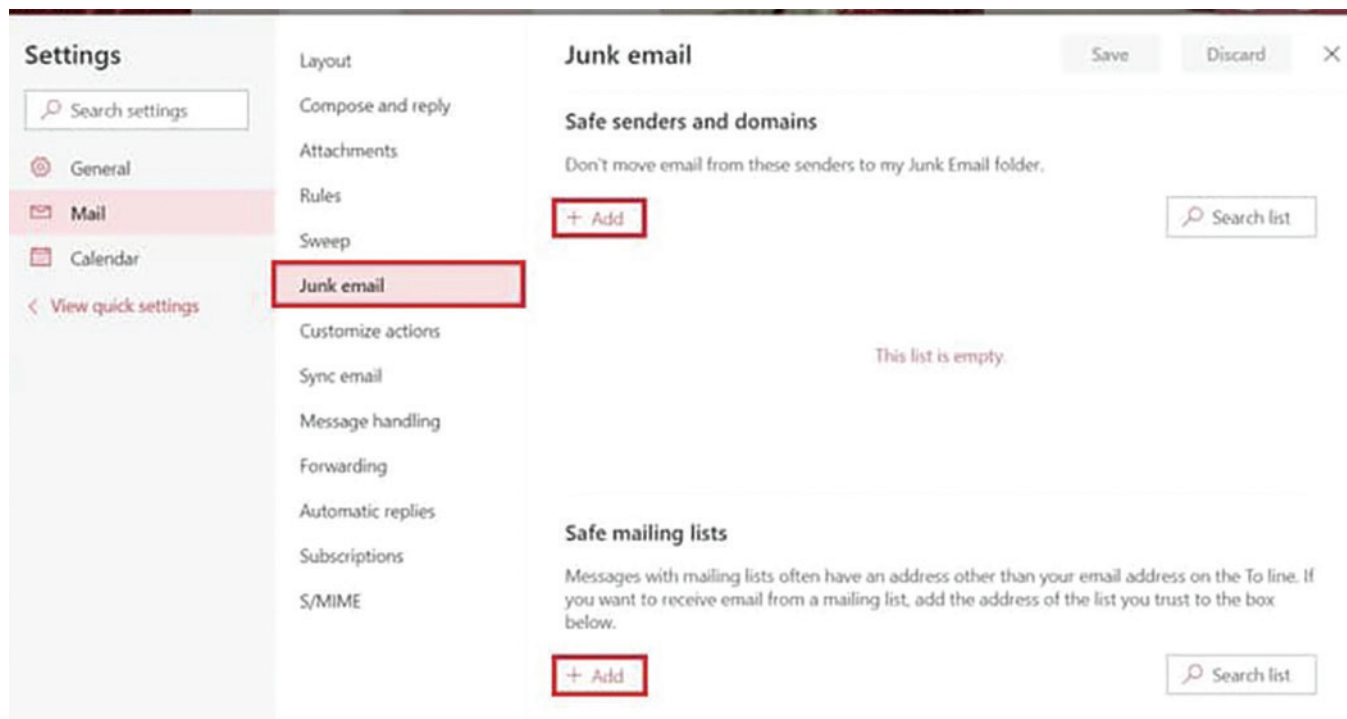 Settings
Search settings
General
Mail
Calendar
View quick settings
Layout
Compose and reply
Attachments
Rules
Sweep
Junk email
Customize actions
Sync email
Message handling
Forwarding
Automatic replies
Subscriptions
S/MIME
Junk email
Save
Discard
Safe senders and domains
Don't move email from these senders to my Junk Email folder.
+ Add
Search list
This list is empty.
Safe mailing lists
Messages with mailing lists often have an address other than your email address on the To line. If
you want to receive email from a mailing list, add the address of the list you trust to the box
below.
+ Add
Search list